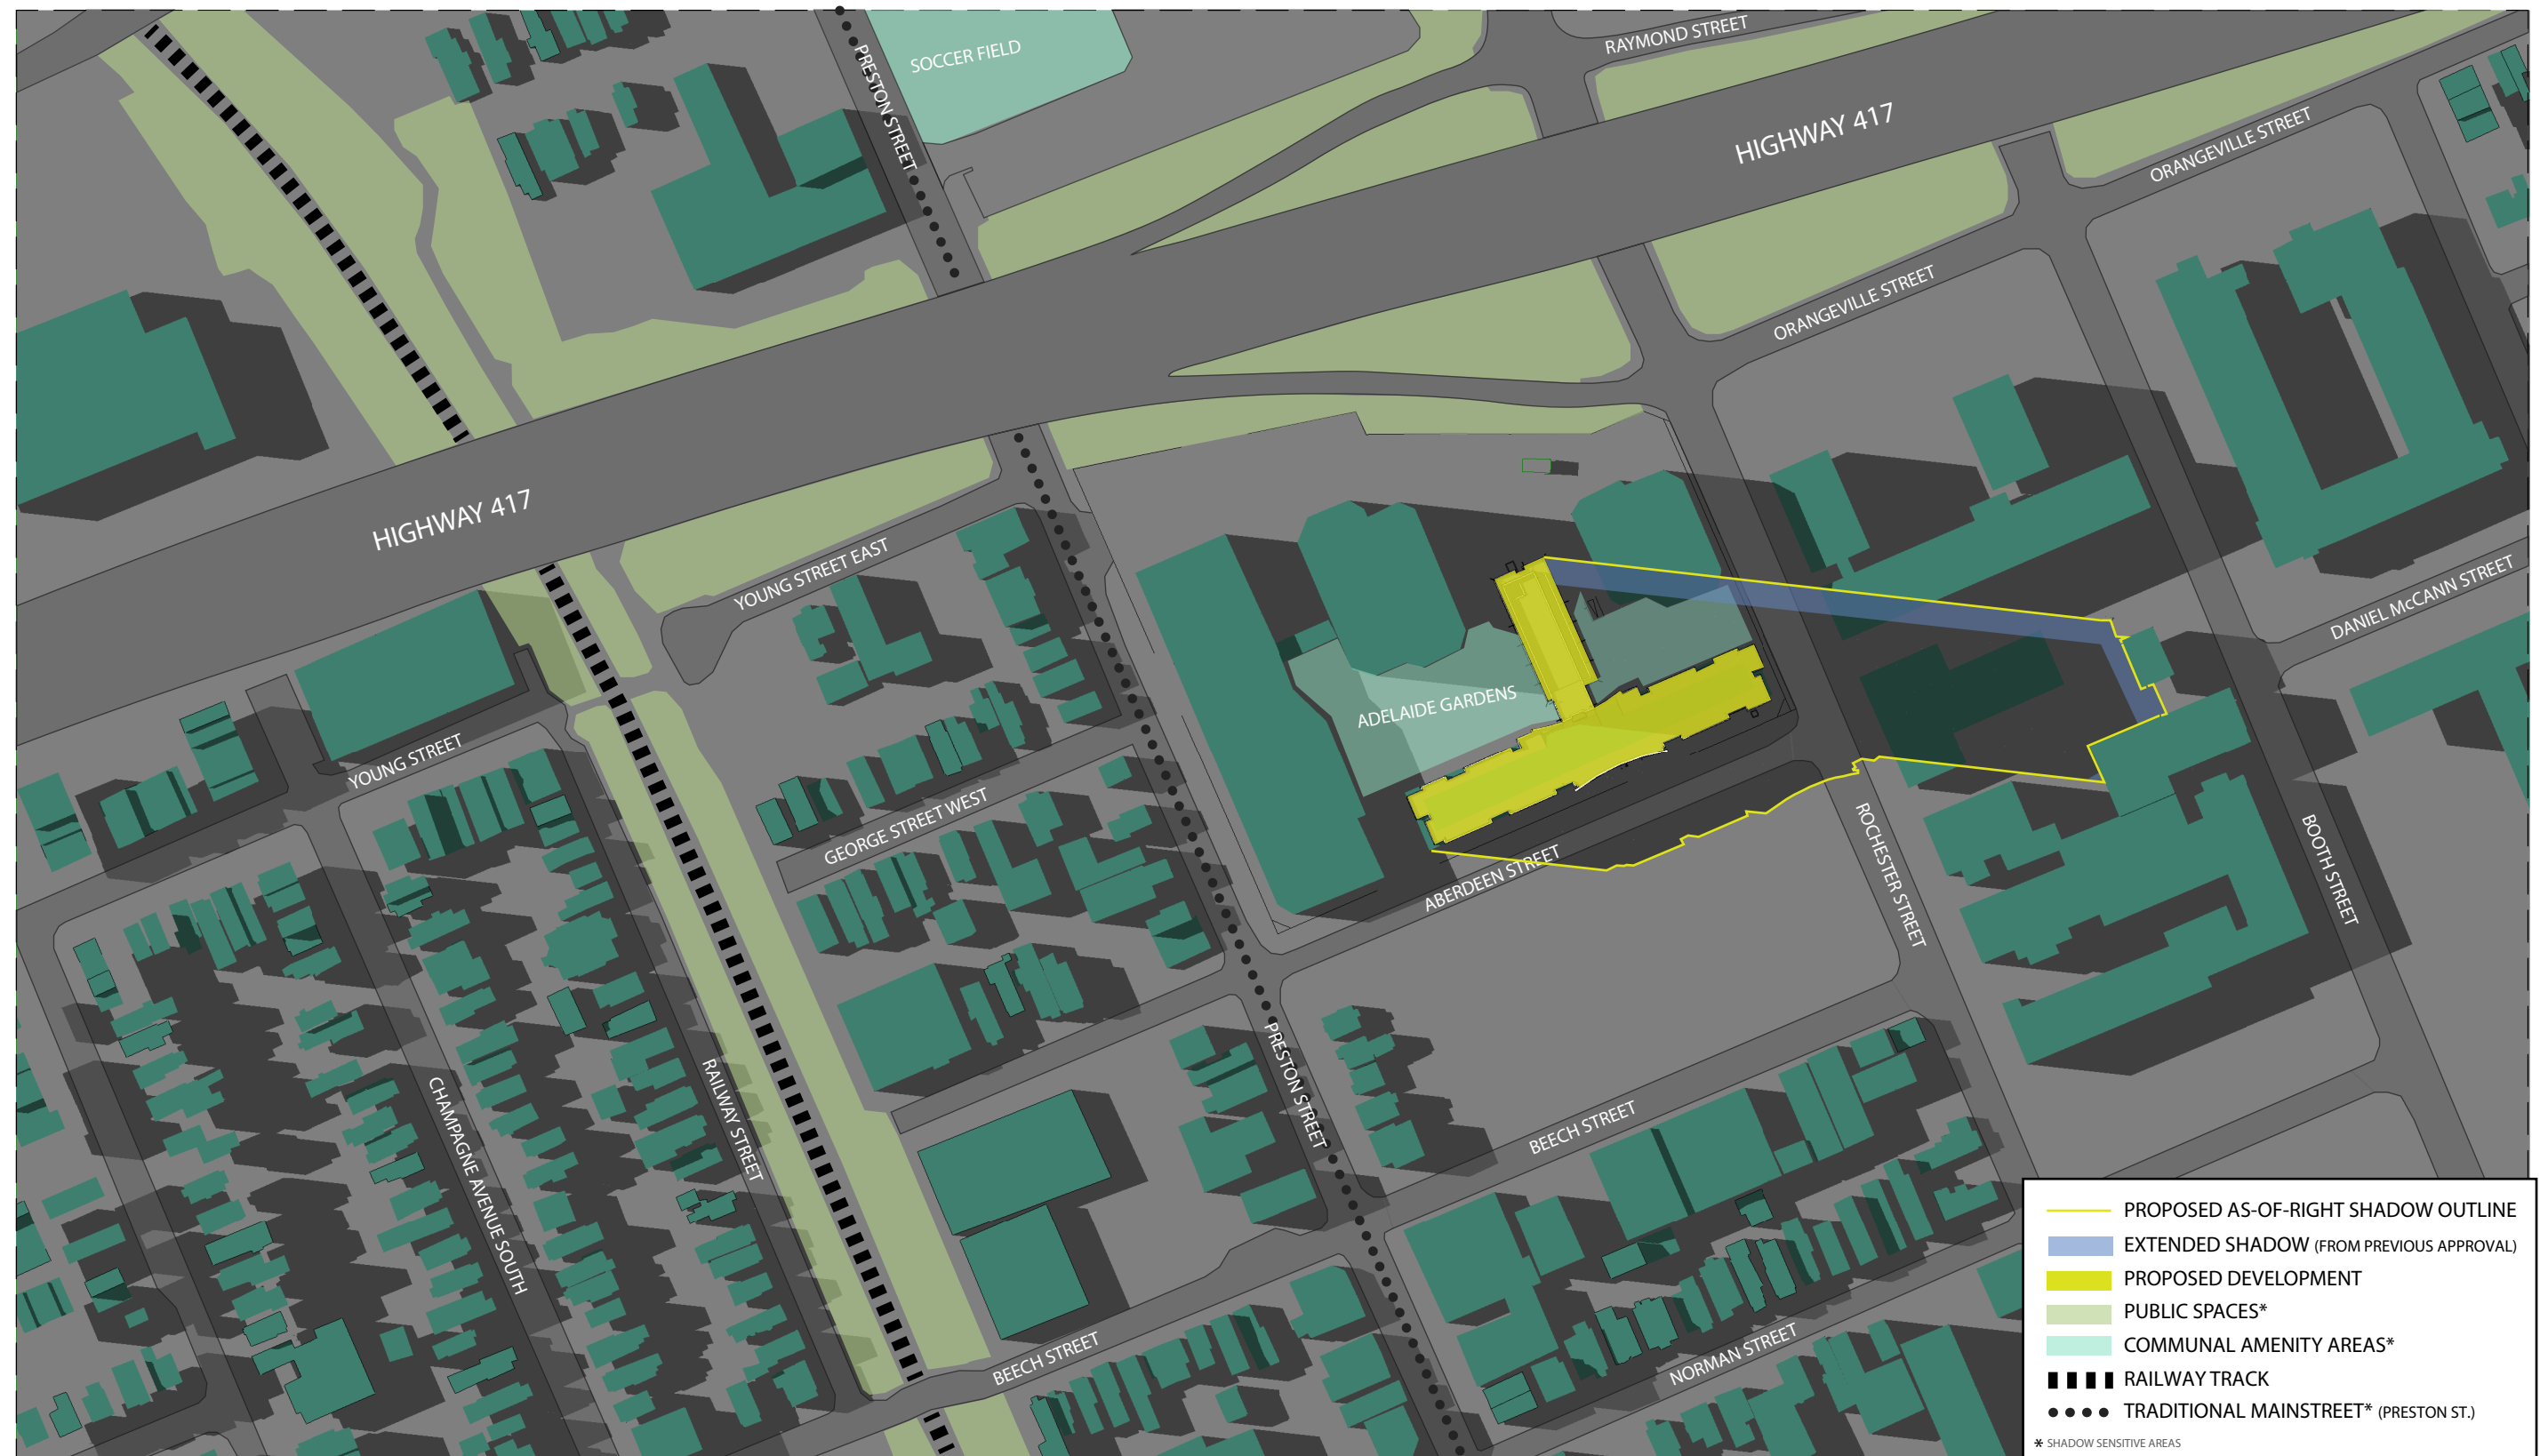 SOCCER FIELD
PRESTON STREET
RAYMOND STREET
HIGHWAY 417
ORANGEVILLE STREET
ORANGEVILLE STREET
HIGHWAY 417
YOUNG STREET EAST
DANIEL McCANN STREET
ADELAIDE GARDENS
YOUNG STREET
GEORGE STREET WEST
ABERDEEN STREET
ROCHESTER STREET
BOOTH STREET
CHAMPAGNE AVENUE SOUTH
RAILWAY STREET
PRESTON STREET
BEECH STREET
BEECH STREET
NORMAN STREET
PROPOSED AS-OF-RIGHT SHADOW OUTLINE
EXTENDED SHADOW (FROM PREVIOUS APPROVAL)
PROPOSED DEVELOPMENT
PUBLIC SPACES*
COMMUNAL AMENITY AREAS*
RAILWAY TRACK
TRADITIONAL MAINSTREET* (PRESTON ST.)
* SHADOW SENSITIVE AREAS